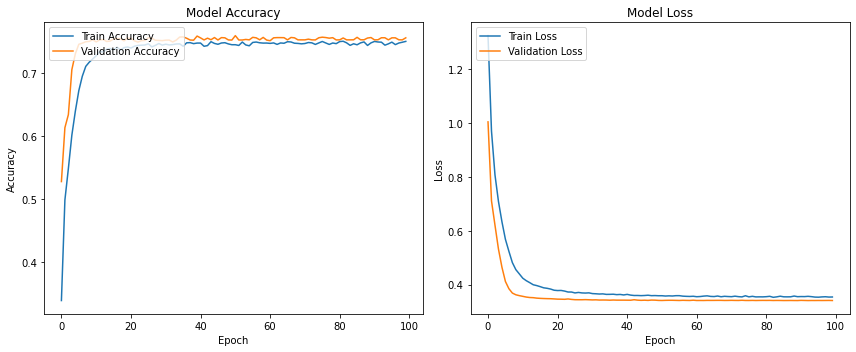 Model Accuracy
Train Accuracy
Validation Accuracy
0.7
0.6
0.5
0.4
Accuracy
0 20 40 60 80 100
Epoch
Model Loss
Train Loss
Validation Loss
1.2
1.0
0.8
0.6
0.4
Loss
0 20 40 60 80 100
Epoch